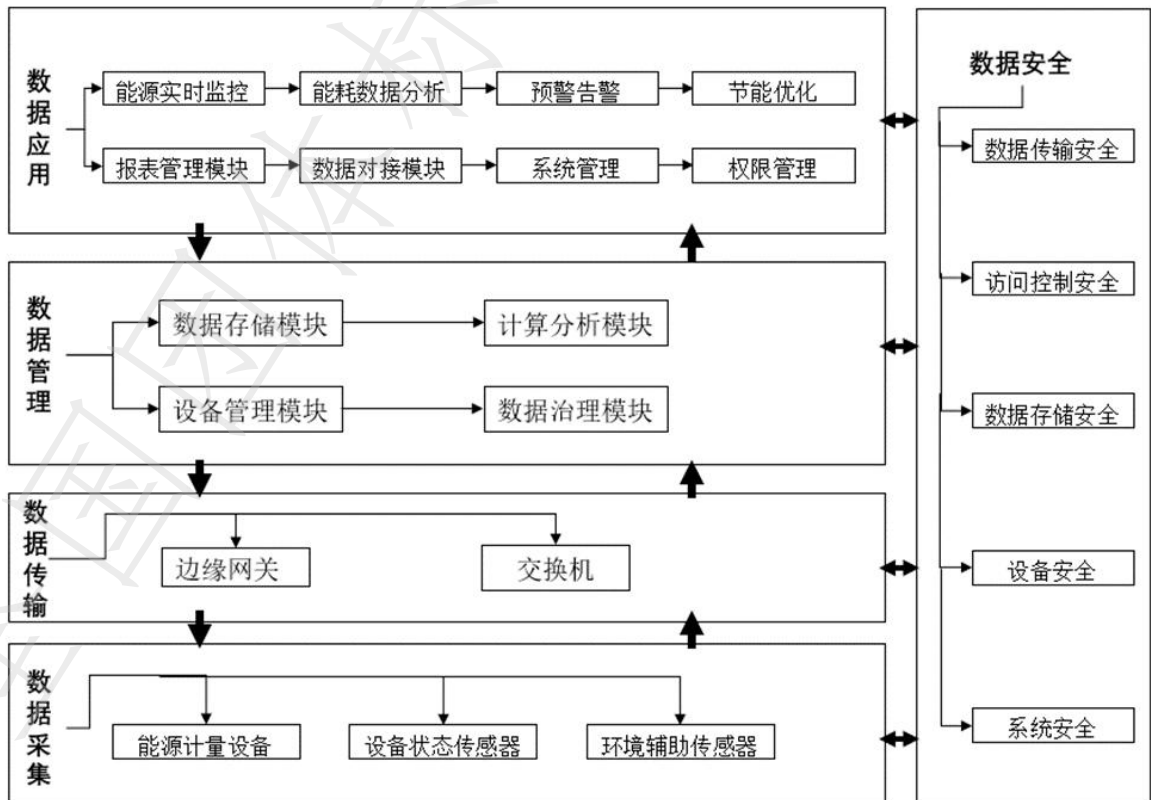 数据应用
能源实时监控
能耗数据分析
预警告警
节能优化
报表管理模块
数据对接模块
系统管理
权限管理
数据管理
数据存储模块
计算分析模块
设备管理模块
数据治理模块
数据传输
边缘网关
交换机
数据采集
能源计量设备
设备状态传感器
环境辅助传感器
数据安全
数据传输安全
访问控制安全
数据存储安全
设备安全
系统安全